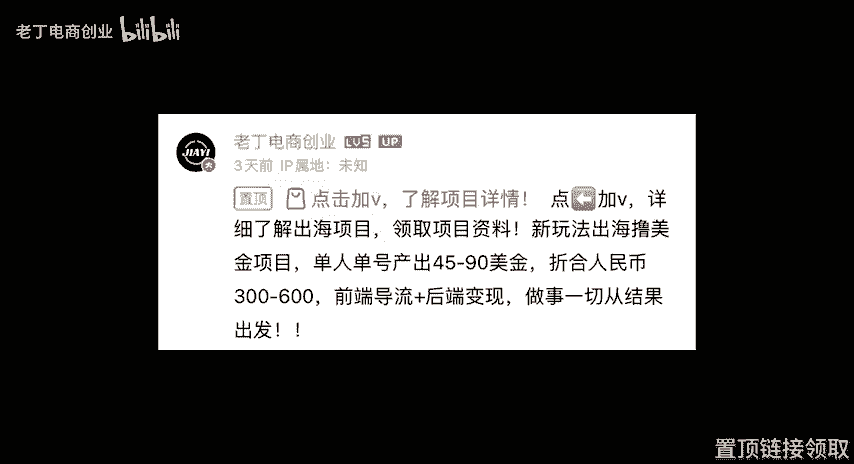 老丁电商创业 bilibili
JIAYI 老丁电商创业 LV5 UP
3天前 IP属地：未知
置顶 点击加v，了解项目详情！ 点加v，详
细了解出海项目，领取项目资料！新玩法出海撸美
金项目，单人单号产出45-90美金，折合人民币
300-600，前端导流+后端变现，做事一切从结果
出发！！
置顶链接领取